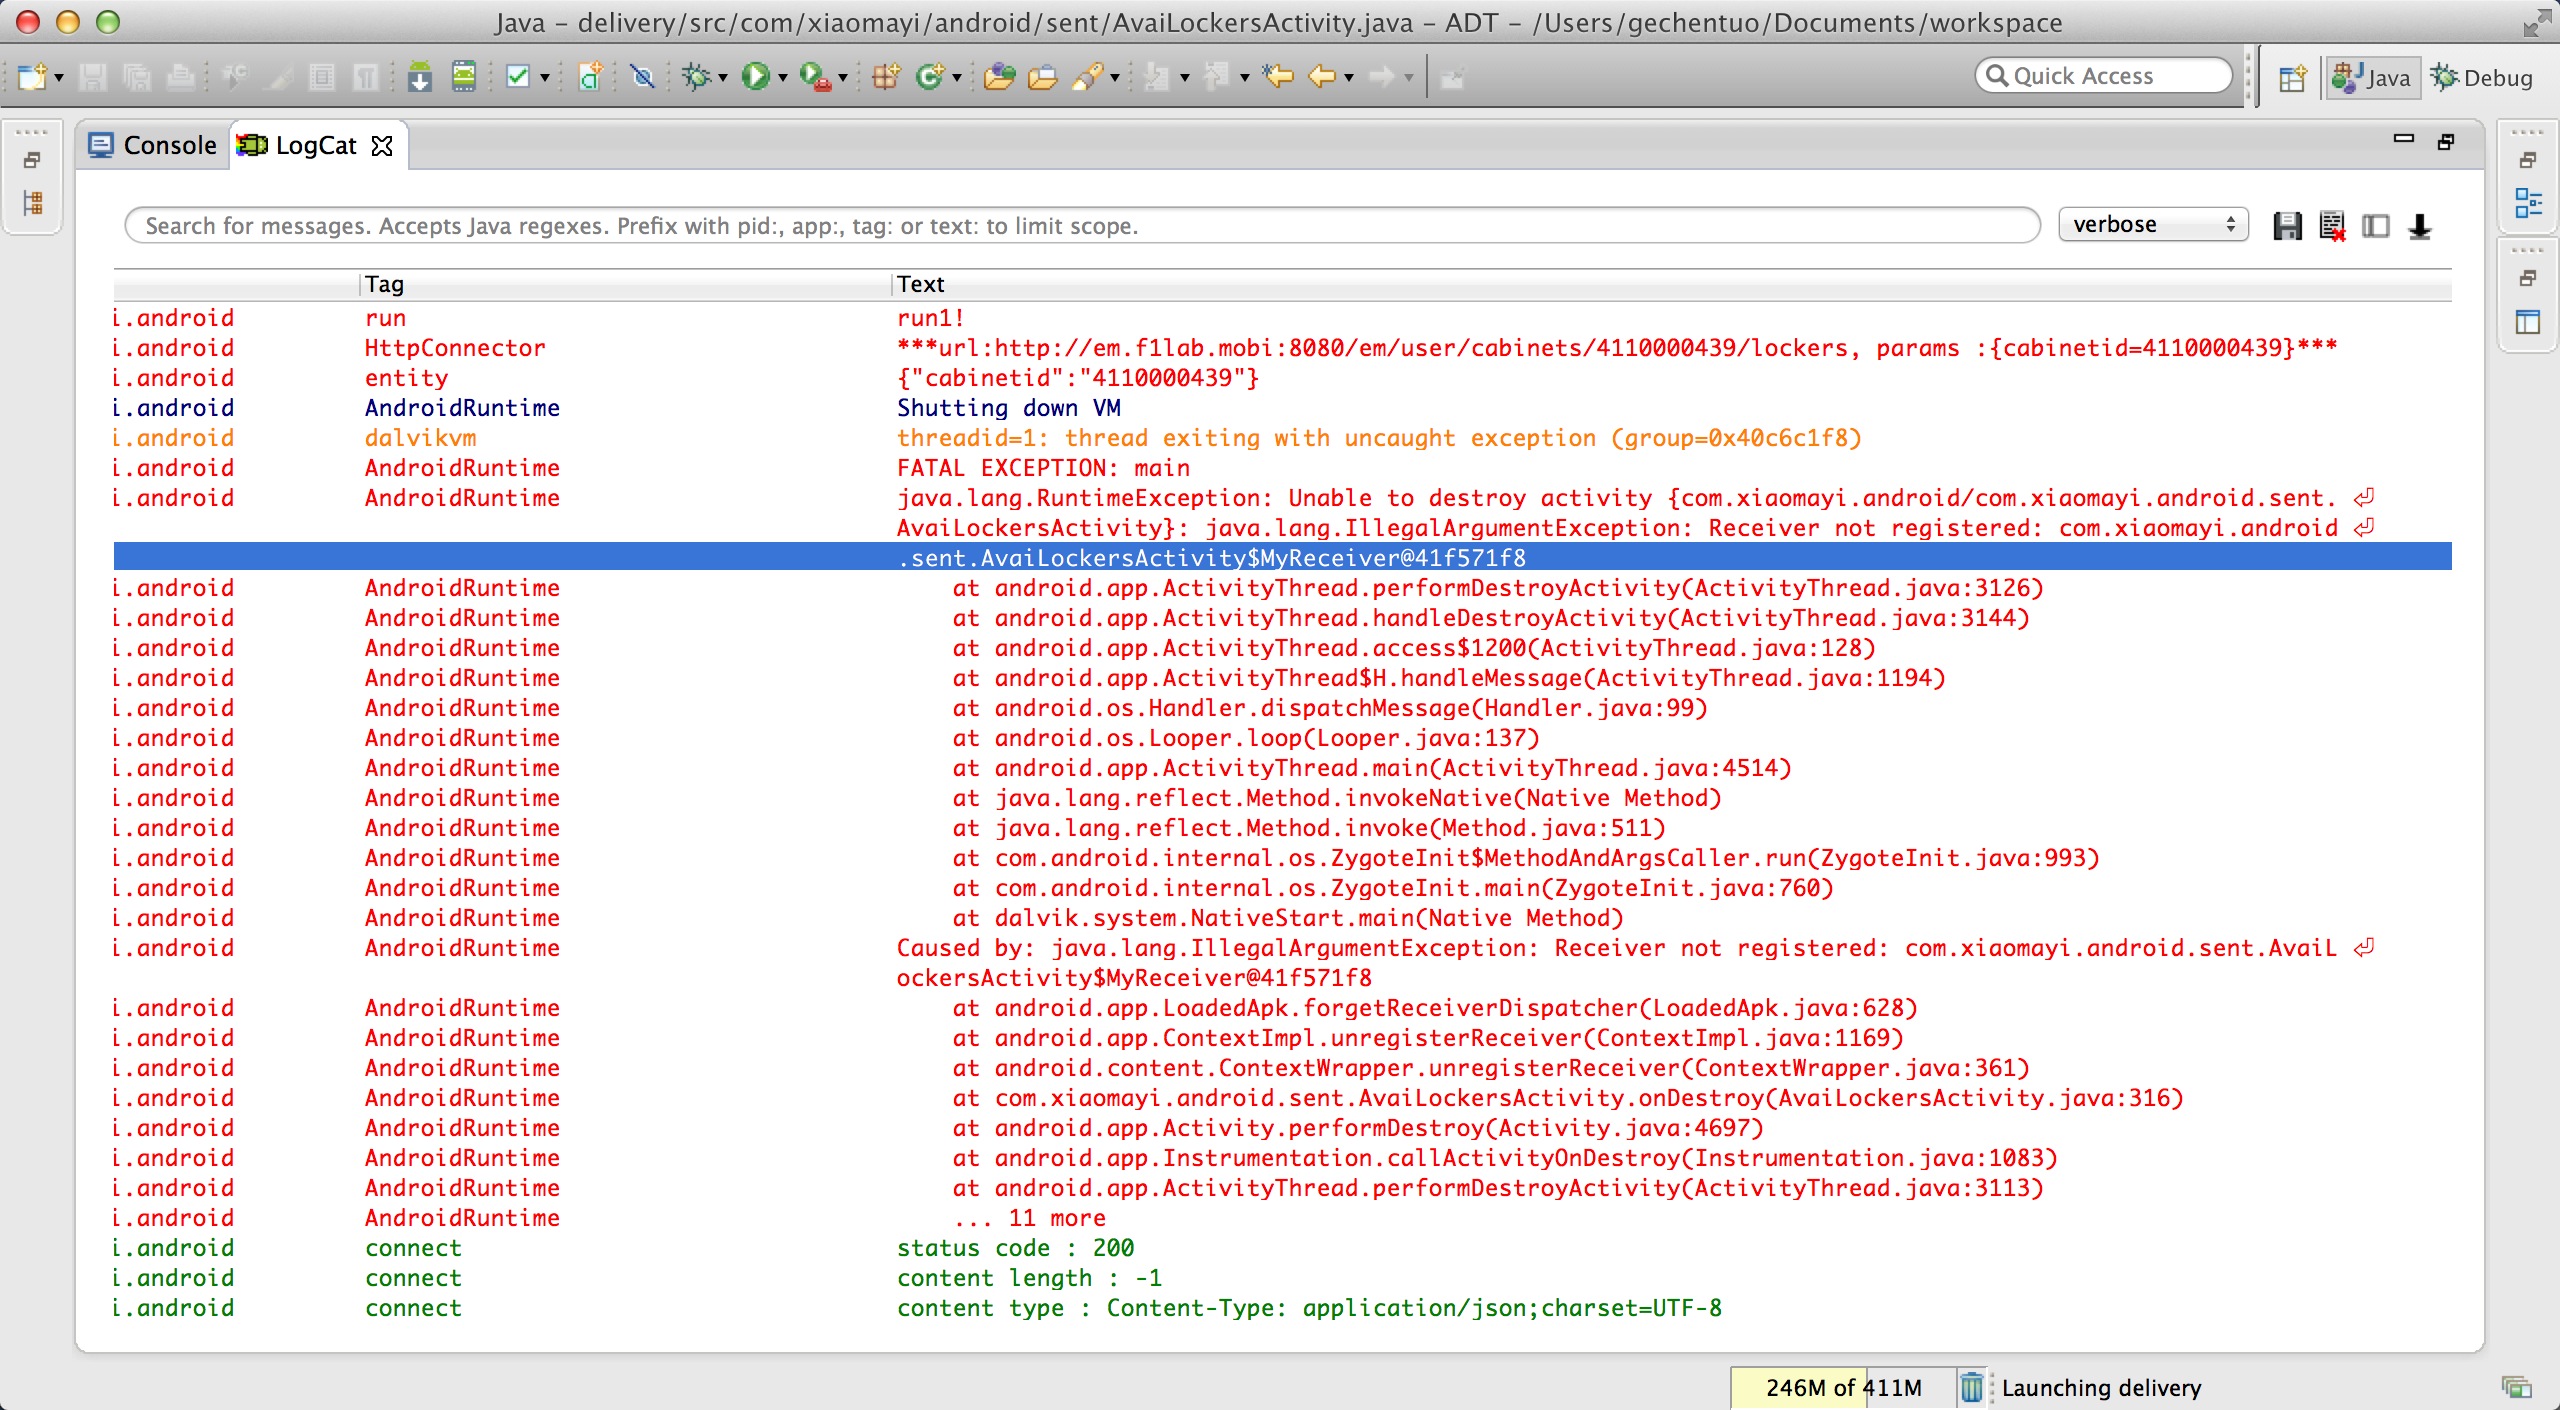 Java – delivery/src/com/xiaomayi/android/sent/AvaiLockersActivity.java – ADT – /Users/gechentuo/Documents/workspace
Quick Access Java Debug
Console LogCat
Search for messages. Accepts Java regexes. Prefix with pid:, app:, tag: or text: to limit scope. verbose
Tag Text
i.android run run1!
i.android HttpConnector ***url:http://em.f1lab.mobi:8080/em/user/cabinets/4110000439/lockers, params :{cabinetid=4110000439}***
i.android entity {"cabinetid":"4110000439"}
i.android AndroidRuntime Shutting down VM
i.android dalvikvm threadid=1: thread exiting with uncaught exception (group=0x40c6c1f8)
i.android AndroidRuntime FATAL EXCEPTION: main
i.android AndroidRuntime java.lang.RuntimeException: Unable to destroy activity {com.xiaomayi.android/com.xiaomayi.android.sent.
AvaiLockersActivity}: java.lang.IllegalArgumentException: Receiver not registered: com.xiaomayi.android
.sent.AvaiLockersActivity$MyReceiver@41f571f8
i.android AndroidRuntime at android.app.ActivityThread.performDestroyActivity(ActivityThread.java:3126)
i.android AndroidRuntime at android.app.ActivityThread.handleDestroyActivity(ActivityThread.java:3144)
i.android AndroidRuntime at android.app.ActivityThread.access$1200(ActivityThread.java:128)
i.android AndroidRuntime at android.app.ActivityThread$H.handleMessage(ActivityThread.java:1194)
i.android AndroidRuntime at android.os.Handler.dispatchMessage(Handler.java:99)
i.android AndroidRuntime at android.os.Looper.loop(Looper.java:137)
i.android AndroidRuntime at android.app.ActivityThread.main(ActivityThread.java:4514)
i.android AndroidRuntime at java.lang.reflect.Method.invokeNative(Native Method)
i.android AndroidRuntime at java.lang.reflect.Method.invoke(Method.java:511)
i.android AndroidRuntime at com.android.internal.os.ZygoteInit$MethodAndArgsCaller.run(ZygoteInit.java:993)
i.android AndroidRuntime at com.android.internal.os.ZygoteInit.main(ZygoteInit.java:760)
i.android AndroidRuntime at dalvik.system.NativeStart.main(Native Method)
i.android AndroidRuntime Caused by: java.lang.IllegalArgumentException: Receiver not registered: com.xiaomayi.android.sent.AvaiL
ockersActivity$MyReceiver@41f571f8
i.android AndroidRuntime at android.app.LoadedApk.forgetReceiverDispatcher(LoadedApk.java:628)
i.android AndroidRuntime at android.app.ContextImpl.unregisterReceiver(ContextImpl.java:1169)
i.android AndroidRuntime at android.content.ContextWrapper.unregisterReceiver(ContextWrapper.java:361)
i.android AndroidRuntime at com.xiaomayi.android.sent.AvaiLockersActivity.onDestroy(AvaiLockersActivity.java:316)
i.android AndroidRuntime at android.app.Activity.performDestroy(Activity.java:4697)
i.android AndroidRuntime at android.app.Instrumentation.callActivityOnDestroy(Instrumentation.java:1083)
i.android AndroidRuntime at android.app.ActivityThread.performDestroyActivity(ActivityThread.java:3113)
i.android AndroidRuntime ... 11 more
i.android connect status code : 200
i.android connect content length : -1
i.android connect content type : Content-Type: application/json;charset=UTF-8
246M of 411M Launching delivery